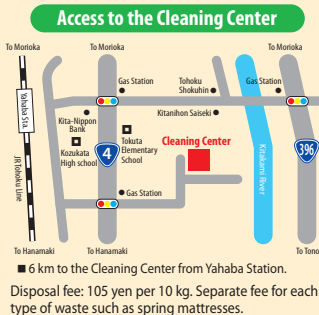 Access to the Cleaning Center
To Morioka
To Morioka
To Morioka
Gas Station
Tohoku
Shokuhin
Gas Station
Yahaba Sta.
Kita-Nippon
Bank
Kitanihon Saiseki
Kozukata
High school
4
Tokuta
Elementary
School
Cleaning Center
Kitakami River
396
JR Tohoku Line
Gas Station
To Hanamaki
To Hanamaki
To Tono
■ 6 km to the Cleaning Center from Yahaba Station.
Disposal fee: 105 yen per 10 kg. Separate fee for each
type of waste such as spring mattresses.